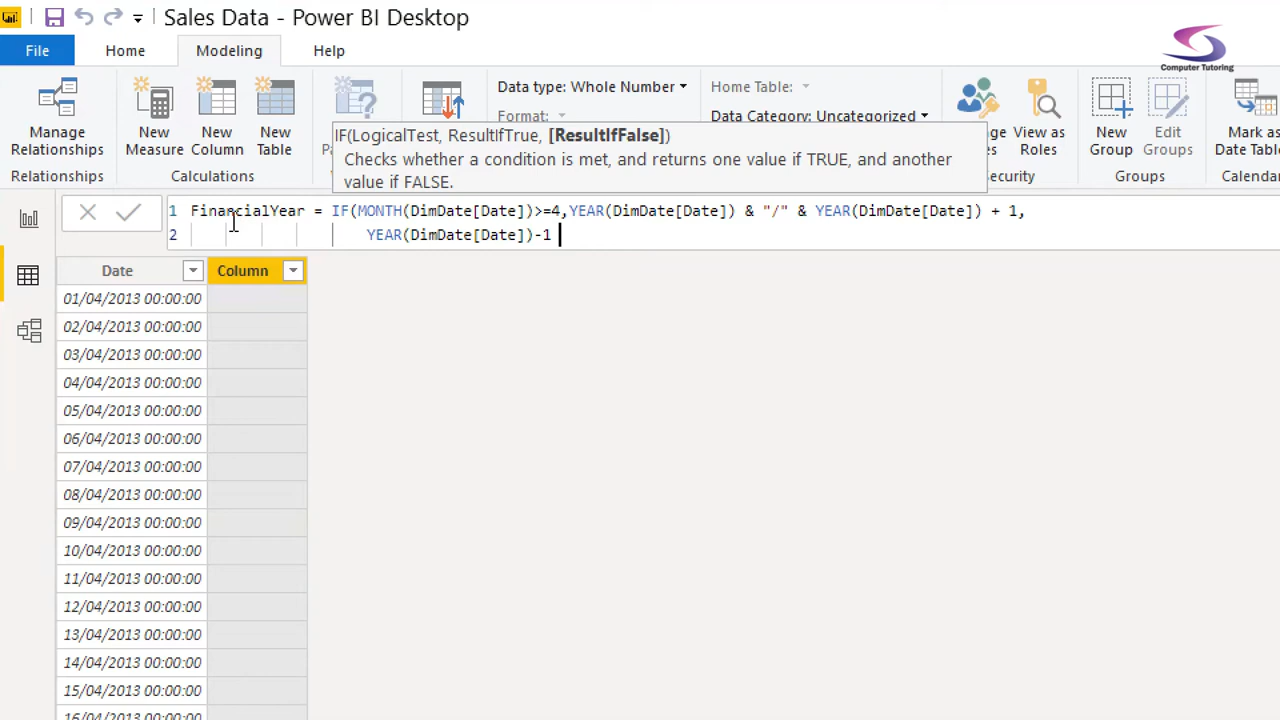 Sales Data - Power BI Desktop
File Home Modeling Help
Computer Tutoring
Manage Relationships
New Measure
New Column
New Table
Data type: Whole Number
Format:
Home Table:
Data Category: Uncategorized
View as Roles
New Group
Edit Groups
Mark as Date Table
Relationships
Calculations
Groups
IF(LogicalTest, ResultIfTrue, [ResultIfFalse])
Checks whether a condition is met, and returns one value if TRUE, and another
value if FALSE.
1 FinancialYear = IF(MONTH(DimDate[Date])>=4,YEAR(DimDate[Date]) & "/" & YEAR(DimDate[Date]) + 1,
2 YEAR(DimDate[Date])-1
Date Column
01/04/2013 00:00:00
02/04/2013 00:00:00
03/04/2013 00:00:00
04/04/2013 00:00:00
05/04/2013 00:00:00
06/04/2013 00:00:00
07/04/2013 00:00:00
08/04/2013 00:00:00
09/04/2013 00:00:00
10/04/2013 00:00:00
11/04/2013 00:00:00
12/04/2013 00:00:00
13/04/2013 00:00:00
14/04/2013 00:00:00
15/04/2013 00:00:00
16/04/2013 00:00:00